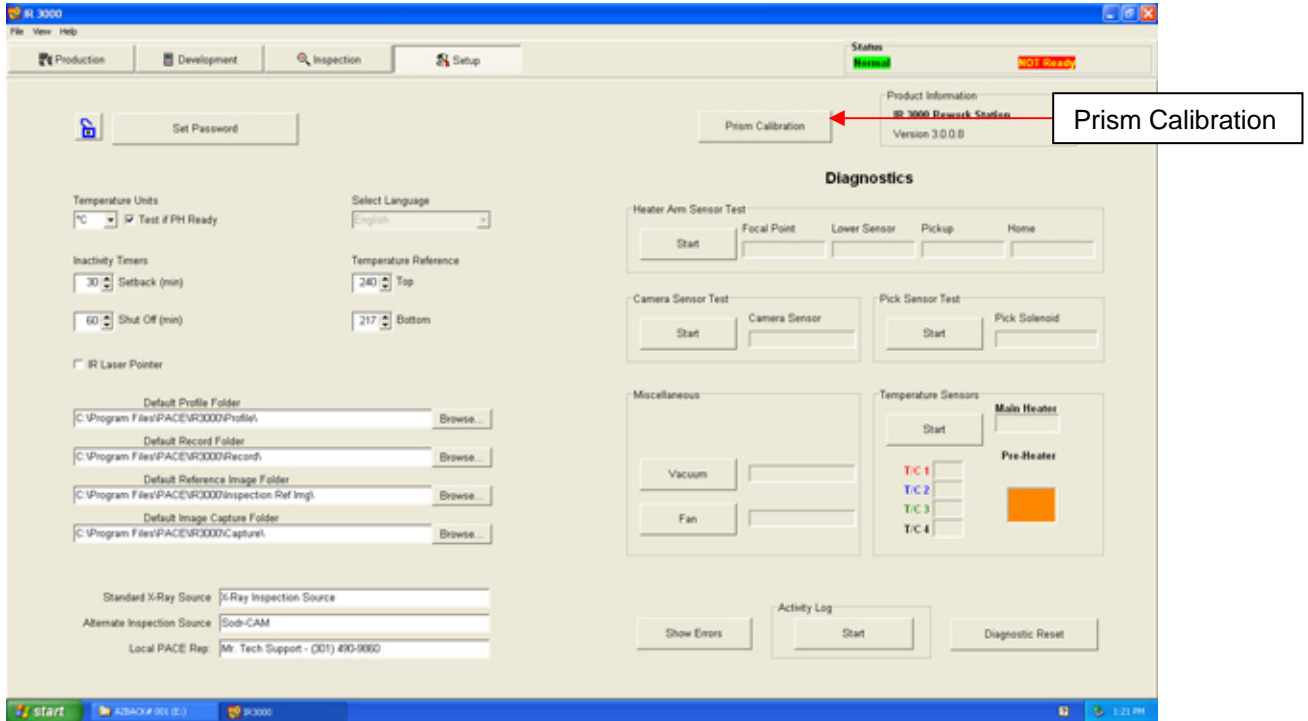 IR 3000
File View Help
Production Development Inspection Setup
Status
Normal NOT Ready
Set Password
Prism Calibration
Product Information
IR 3000 Rework Station
Version 3.0.0.8
Prism Calibration
Diagnostics
Temperature Units
°C Test if PH Ready
Select Language
English
Inactivity Timers
30 Setback (min)
60 Shut Off (min)
Temperature Reference
240 Top
217 Bottom
IR Laser Pointer
Default Profile Folder
C:\Program Files\PACE\IR3000\Profile\ Browse...
Default Record Folder
C:\Program Files\PACE\IR3000\Record\ Browse...
Default Reference Image Folder
C:\Program Files\PACE\IR3000\Inspection Ref Img\ Browse...
Default Image Capture Folder
C:\Program Files\PACE\IR3000\Capture\ Browse...
Standard X-Ray Source X-Ray Inspection Source
Alternate Inspection Source Sodr-CAM
Local PACE Rep: Mr. Tech Support - (301) 490-9860
Heater Arm Sensor Test
Start Focal Point Lower Sensor Pickup Home
Camera Sensor Test
Start Camera Sensor
Pick Sensor Test
Start Pick Solenoid
Miscellaneous
Vacuum
Fan
Temperature Sensors
Start Main Heater
Pre-Heater
T/C 1
T/C 2
T/C 3
T/C 4
Show Errors
Activity Log
Start
Diagnostic Reset
start AZBACK# 001 (E:) IR3000 1:21 PM